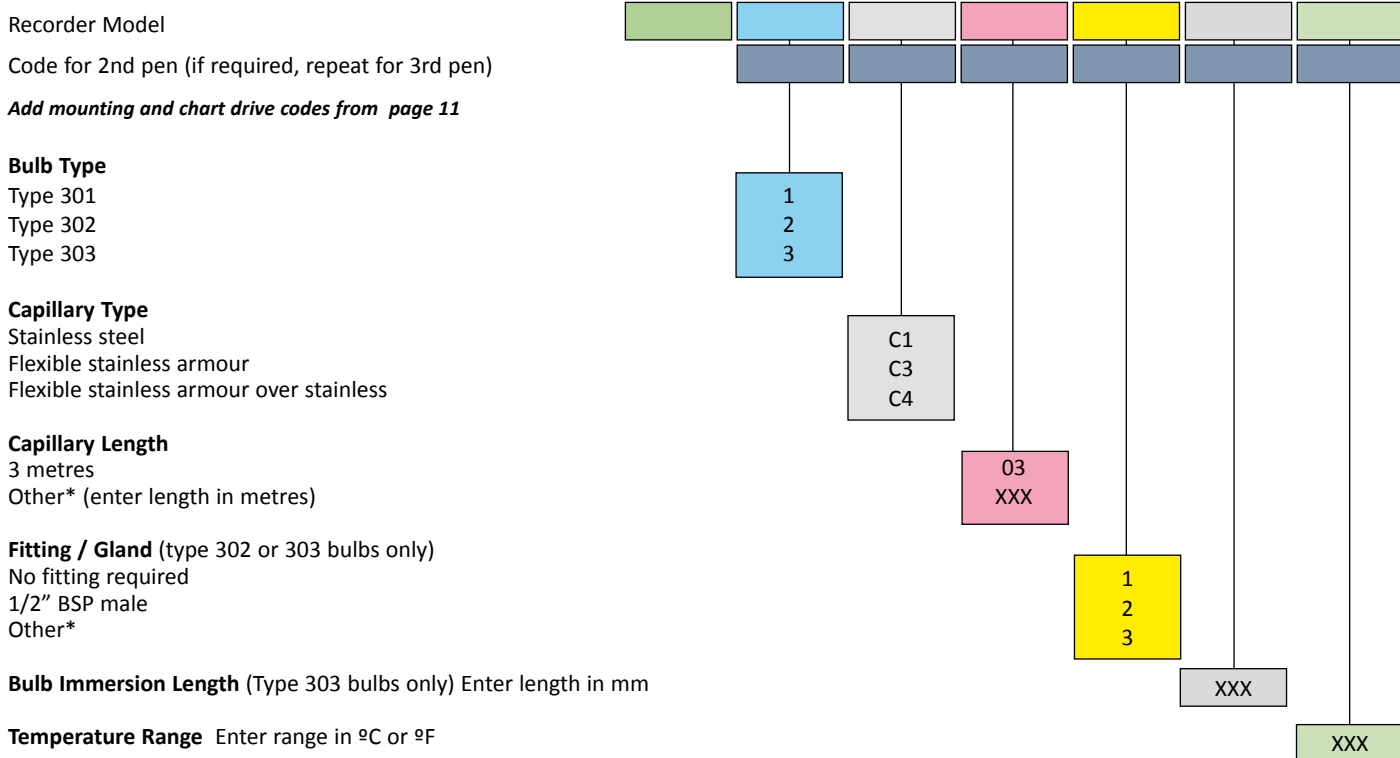 Recorder Model
Code for 2nd pen (if required, repeat for 3rd pen)
Add mounting and chart drive codes from page 11
Bulb Type
Type 301 1
Type 302 2
Type 303 3
Capillary Type
Stainless steel C1
Flexible stainless armour C3
Flexible stainless armour over stainless C4
Capillary Length
3 metres 03
Other* (enter length in metres) XXX
Fitting / Gland (type 302 or 303 bulbs only)
No fitting required 1
1/2” BSP male 2
Other* 3
Bulb Immersion Length (Type 303 bulbs only) Enter length in mm XXX
Temperature Range Enter range in ºC or ºF XXX